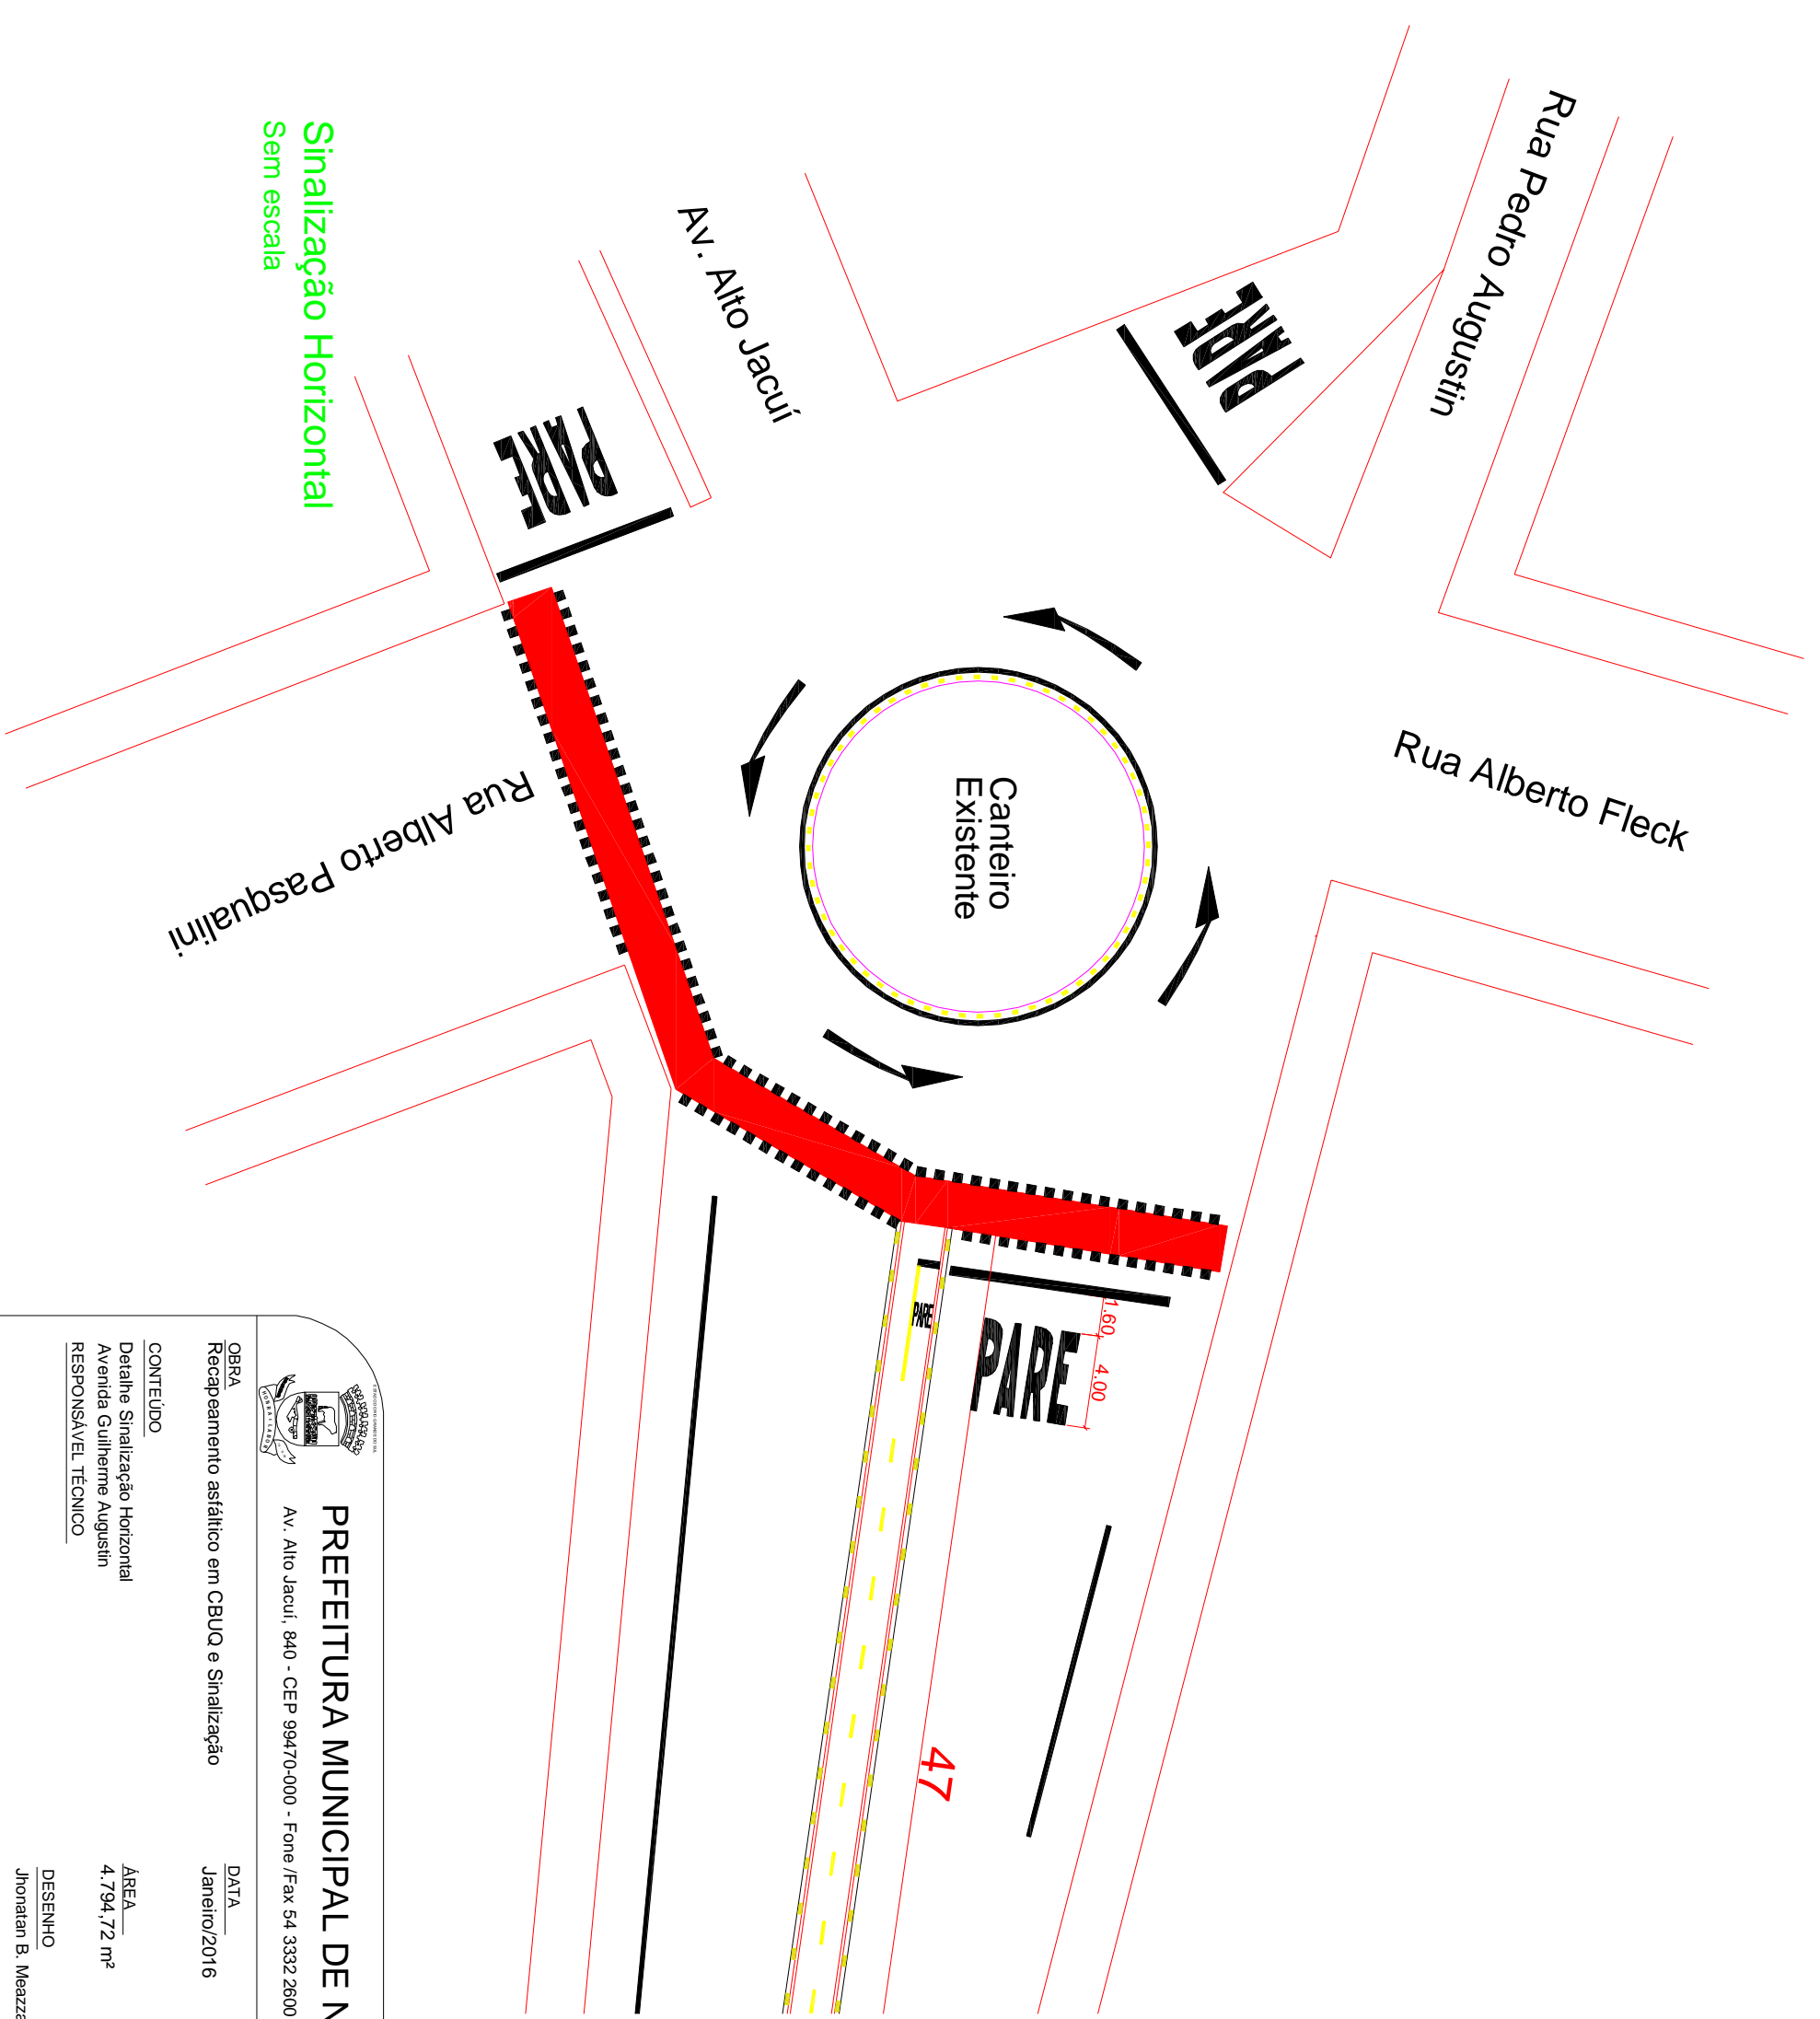 Rua Pedro Augustin
PARE
Av. Alto Jacuí
Sinalização Horizontal
Sem escala
PARE
Rua Alberto Fleck
Canteiro
Existente
Rua Alberto Pasqualini
1.60
4.00
PARE
PARE
47
PREFEITURA MUNICIPAL DE N
Av. Alto Jacuí, 840 - CEP 99470-000 - Fone /Fax 54 3332 2600
OBRA
Recapeamento asfáltico em CBUQ e Sinalização
DATA
Janeiro/2016
CONTEÚDO
Detalhe Sinalização Horizontal
Avenida Guilherme Augustin
ÁREA
4.794,72 m²
RESPONSÁVEL TÉCNICO
DESENHO
Jhonatan B. Meazza